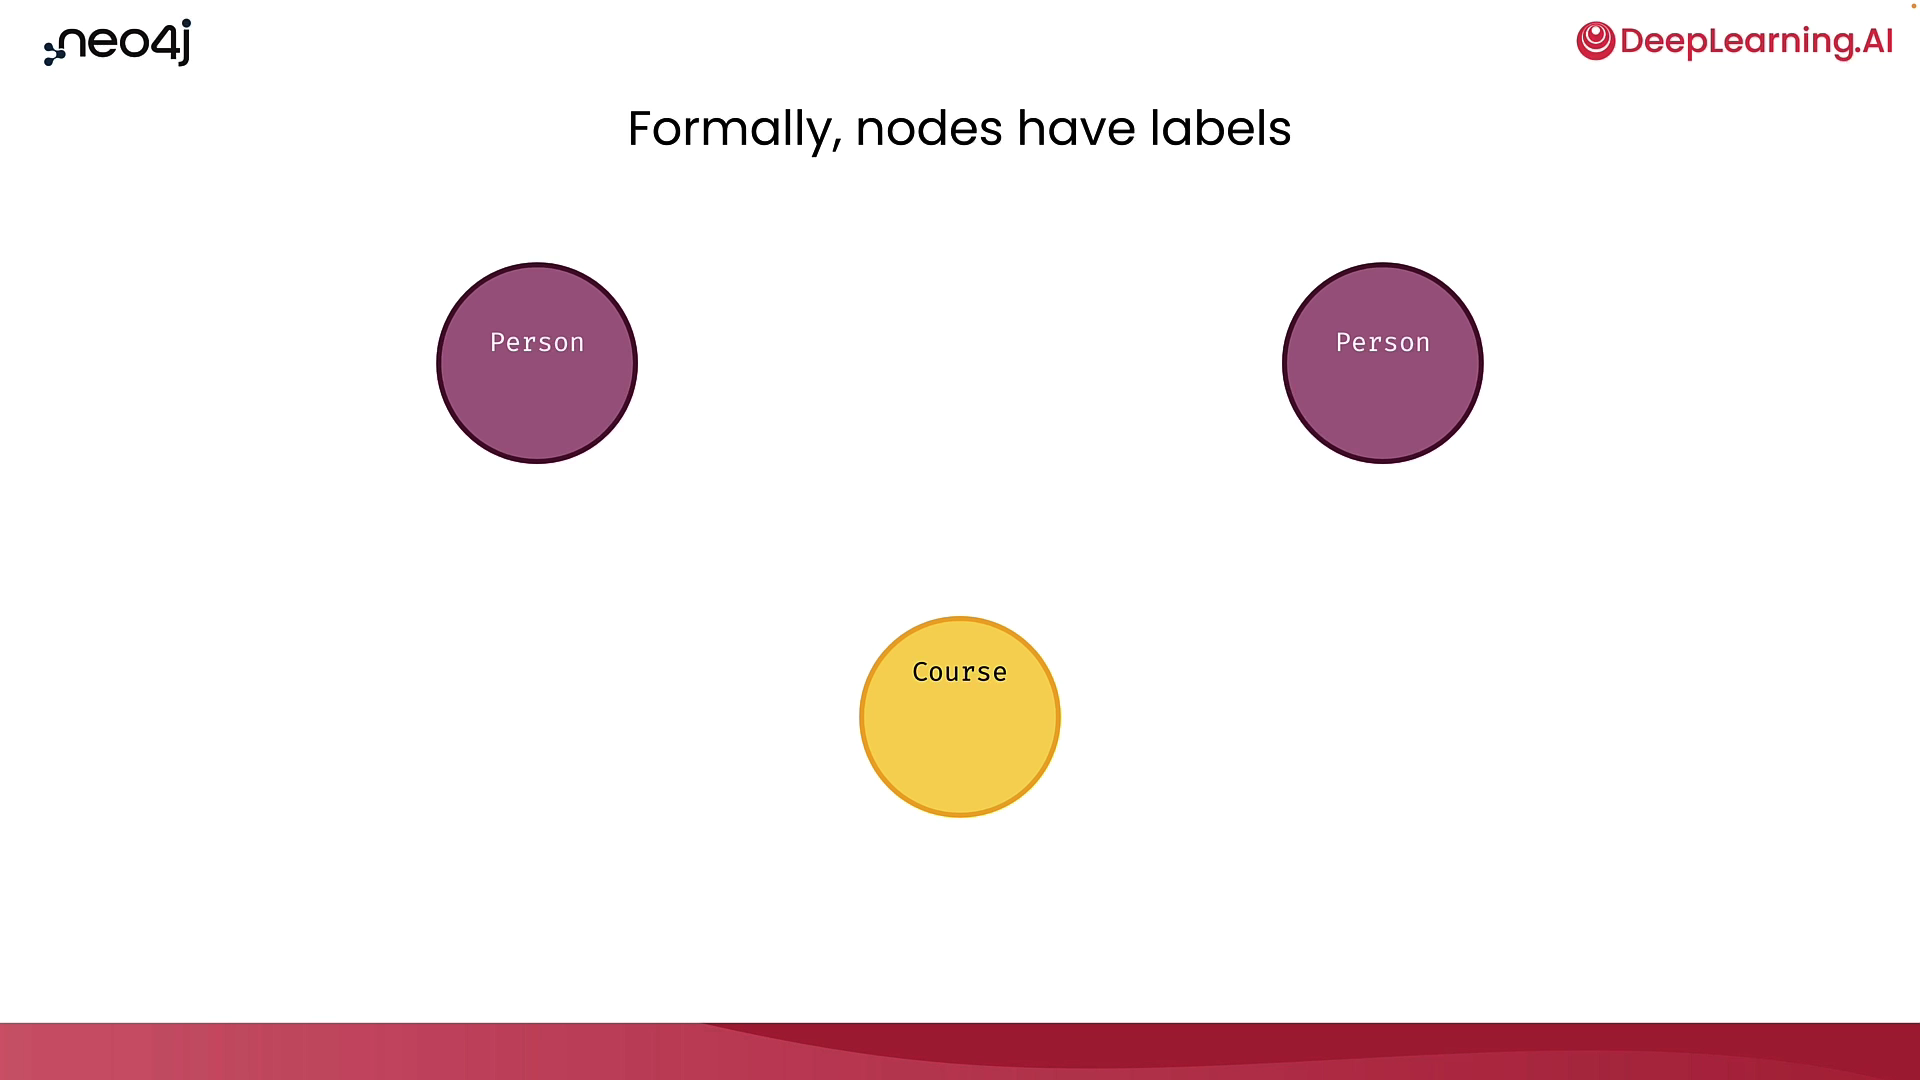 neo4j
DeepLearning.AI
Formally, nodes have labels
Person
Person
Course